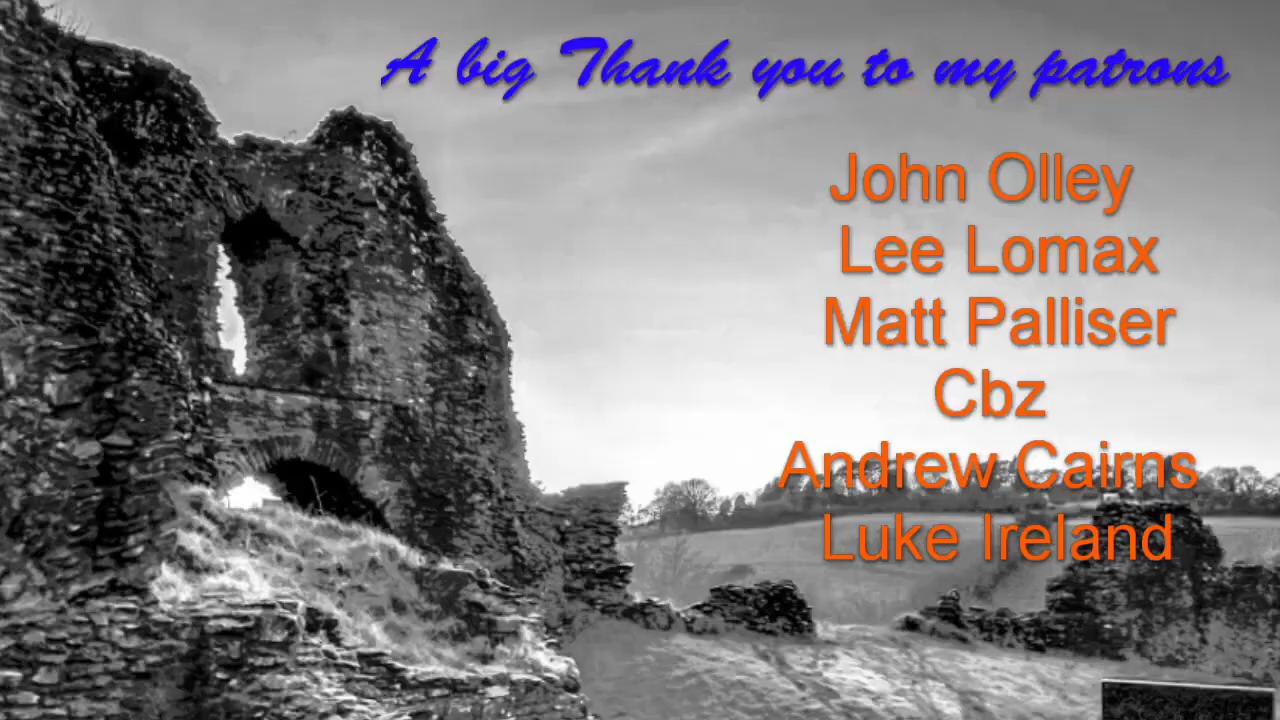 A big Thank you to my patrons
John Olley
Lee Lomax
Matt Palliser
Cbz
Andrew Cairns
Luke Ireland